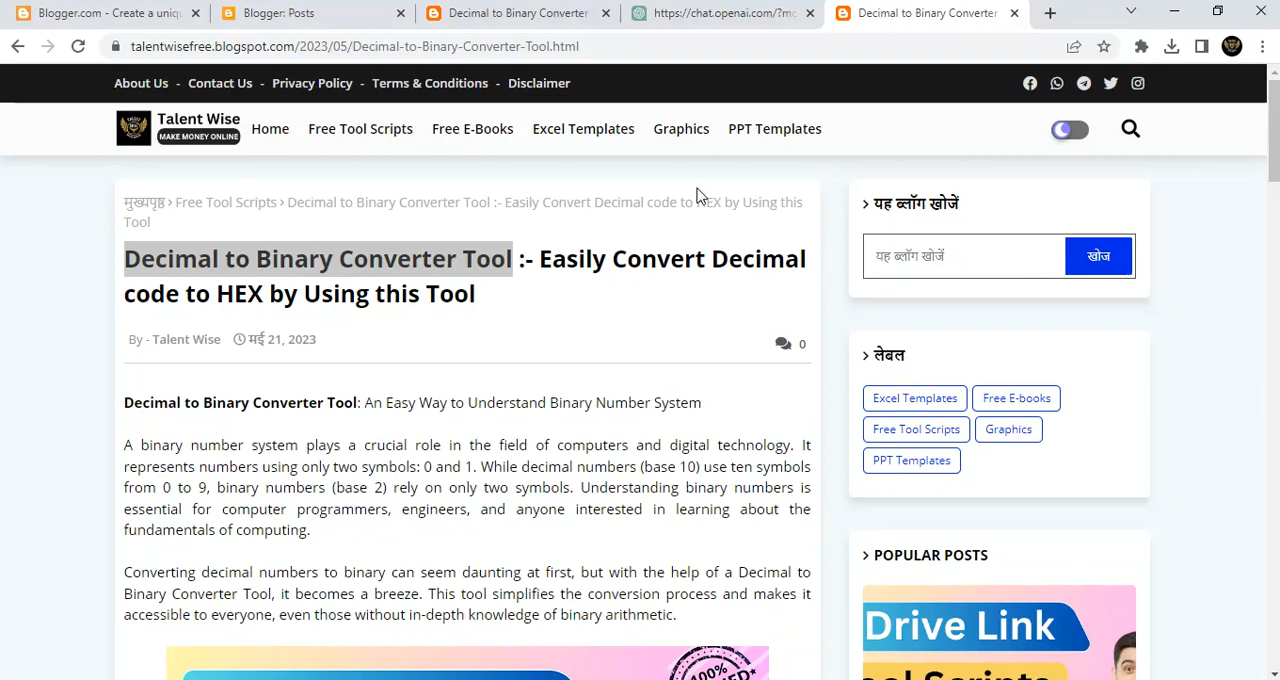 Blogger.com - Create a uniqu
Blogger: Posts
Decimal to Binary Converter
https://chat.openai.com/?mc
Decimal to Binary Converter
talentwisefree.blogspot.com/2023/05/Decimal-to-Binary-Converter-Tool.html
About Us - Contact Us - Privacy Policy - Terms & Conditions - Disclaimer
Talent Wise
MAKE MONEY ONLINE
Home Free Tool Scripts Free E-Books Excel Templates Graphics PPT Templates
मुख्यपृष्ठ › Free Tool Scripts › Decimal to Binary Converter Tool :- Easily Convert Decimal code to HEX by Using this
Tool
Decimal to Binary Converter Tool :- Easily Convert Decimal
code to HEX by Using this Tool
By - Talent Wise मई 21, 2023
0
Decimal to Binary Converter Tool: An Easy Way to Understand Binary Number System
A binary number system plays a crucial role in the field of computers and digital technology. It
represents numbers using only two symbols: 0 and 1. While decimal numbers (base 10) use ten symbols
from 0 to 9, binary numbers (base 2) rely on only two symbols. Understanding binary numbers is
essential for computer programmers, engineers, and anyone interested in learning about the
fundamentals of computing.
Converting decimal numbers to binary can seem daunting at first, but with the help of a Decimal to
Binary Converter Tool, it becomes a breeze. This tool simplifies the conversion process and makes it
accessible to everyone, even those without in-depth knowledge of binary arithmetic.
100%
› यह ब्लॉग खोजें
यह ब्लॉग खोजें
खोज
› लेबल
Excel Templates Free E-books
Free Tool Scripts Graphics
PPT Templates
› POPULAR POSTS
Drive Link